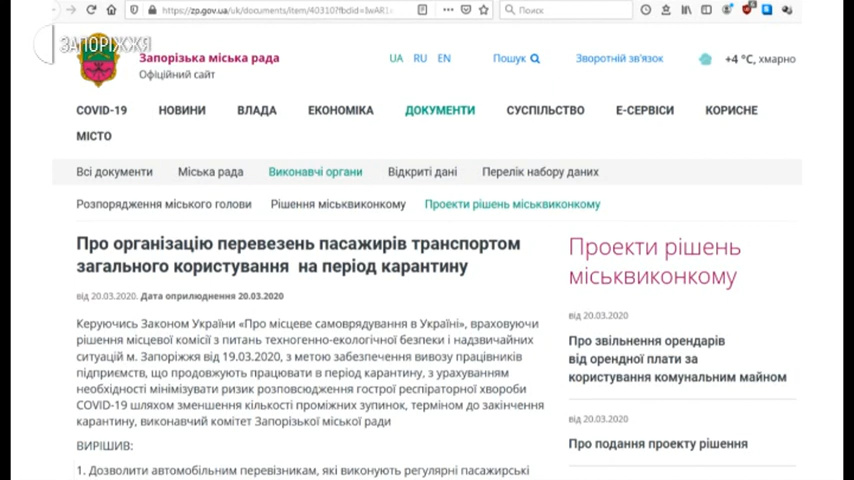 https://zp.gov.ua/uk/documents/item/40310?fbclid=IwAR1
Поиск
ЗАПОРІЖЖЯ
Запорізька міська рада
Офіційний сайт
UA RU EN
Пошук
Зворотній зв'язок
+4 °C, хмарно
COVID-19 НОВИНИ ВЛАДА ЕКОНОМІКА ДОКУМЕНТИ СУСПІЛЬСТВО Е-СЕРВІСИ КОРИСНЕ
МІСТО
Всі документи Міська рада Виконавчі органи Відкриті дані Перелік набору даних
Розпорядження міського голови Рішення міськвиконкому Проекти рішень міськвиконкому
Про організацію перевезень пасажирів транспортом
загального користування на період карантину
від 20.03.2020. Дата оприлюднення 20.03.2020
Керуючись Законом України «Про місцеве самоврядування в Україні», враховуючи
рішення місцевої комісії з питань техногенно-екологічної безпеки і надзвичайних
ситуацій м. Запоріжжя від 19.03.2020, з метою забезпечення вивозу працівників
підприємств, що продовжують працювати в період карантину, з урахуванням
необхідності мінімізувати ризик розповсюдження гострої респіраторної хвороби
COVID-19 шляхом зменшення кількості проміжних зупинок, терміном до закінчення
карантину, виконавчий комітет Запорізької міської ради
ВИРІШИВ:
1. Дозволити автомобільним перевізникам, які виконують регулярні пасажирські
Проекти рішень
міськвиконкому
від 20.03.2020
Про звільнення орендарів
від орендної плати за
користування комунальним майном
від 20.03.2020
Про подання проекту рішення